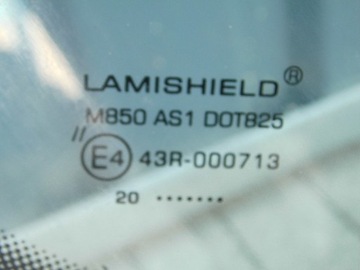 LAMISHIELD®
M850 AS1 DOT825
// E4 43R-000713
20 .......